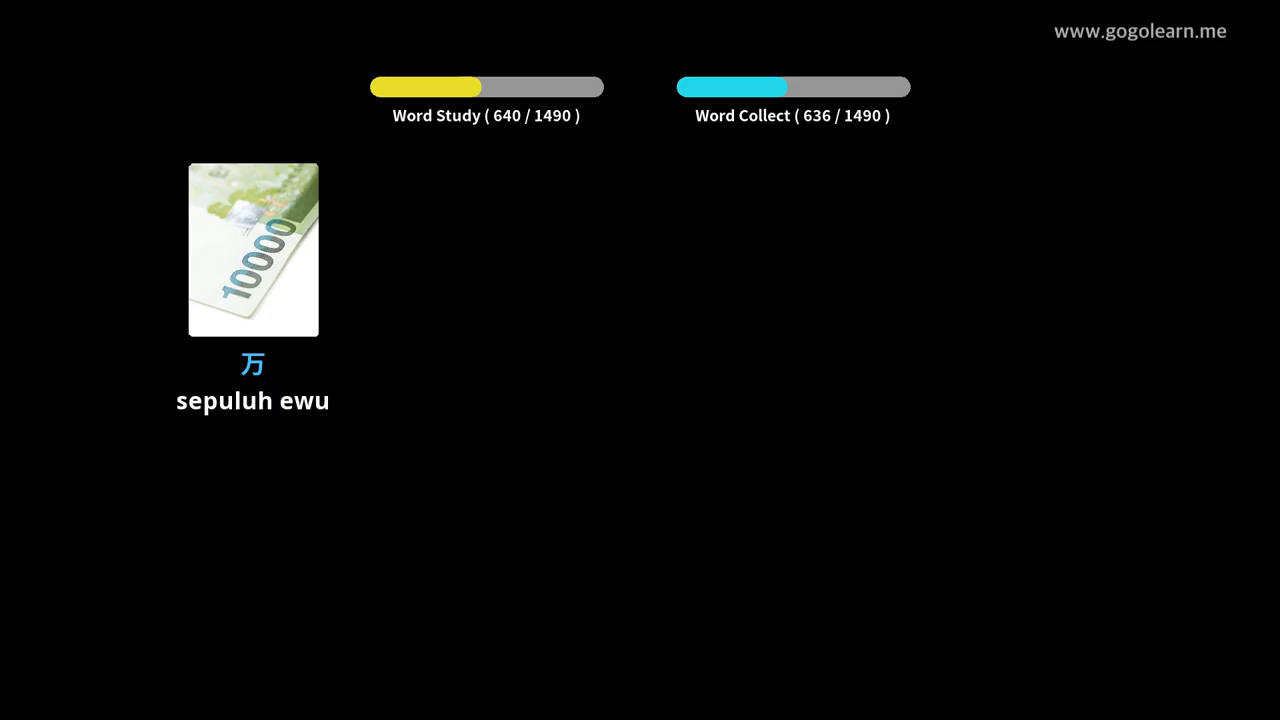 www.gogolearn.me
Word Study ( 640 / 1490 )
Word Collect ( 636 / 1490 )
10000
万
sepuluh ewu